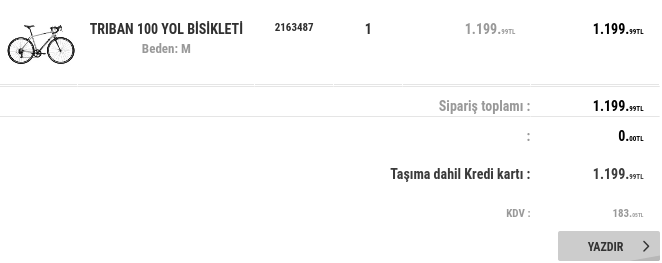 TRIBAN 100 YOL BİSİKLETİ 2163487 1 1.199.99TL 1.199.99TL
Beden: M
Sipariş toplamı : 1.199.99TL
: 0.00TL
Taşıma dahil Kredi kartı : 1.199.99TL
KDV : 183.05TL
YAZDIR